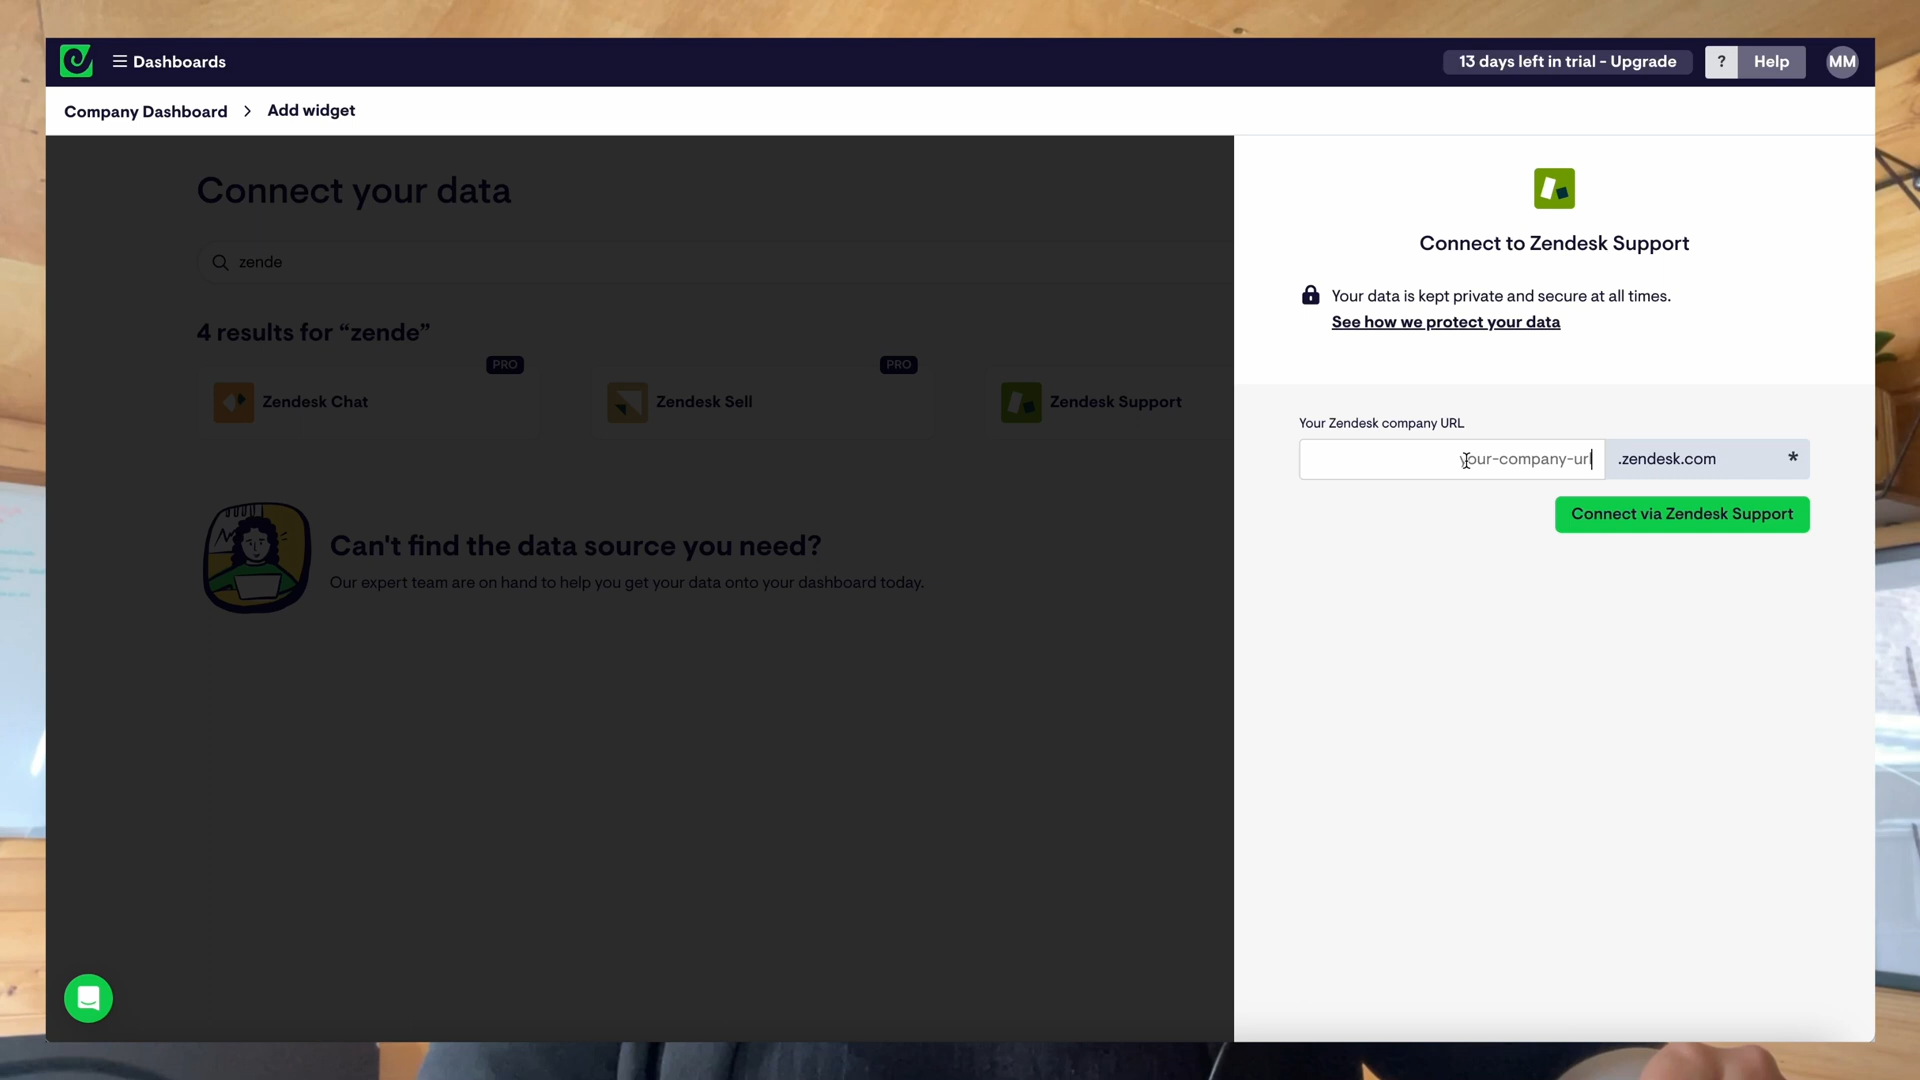 Dashboards
13 days left in trial - Upgrade
? Help
MM
Company Dashboard > Add widget
Connect your data
zende
4 results for “zende”
PRO
Zendesk Chat
PRO
Zendesk Sell
Zendesk Support
Can't find the data source you need?
Our expert team are on hand to help you get your data onto your dashboard today.
Connect to Zendesk Support
Your data is kept private and secure at all times.
See how we protect your data
Your Zendesk company URL
your-company-url .zendesk.com *
Connect via Zendesk Support